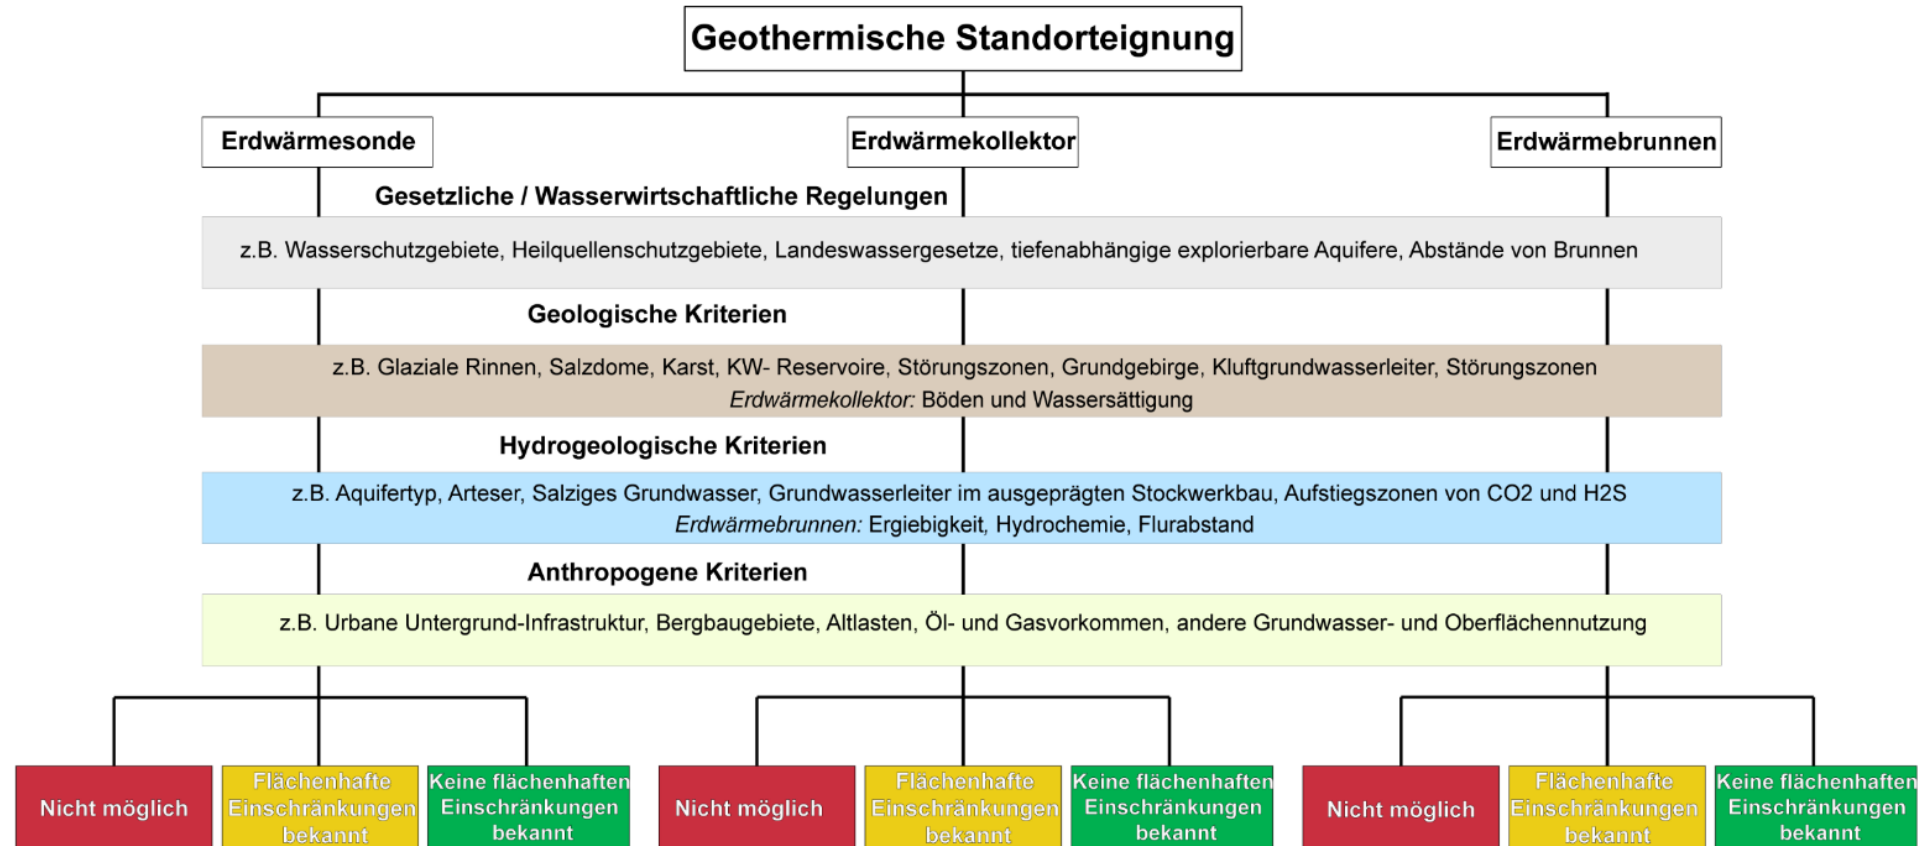 Geothermische Standorteignung
Erdwärmesonde
Erdwärmekollektor
Erdwärmebrunnen
Gesetzliche / Wasserwirtschaftliche Regelungen
z.B. Wasserschutzgebiete, Heilquellenschutzgebiete, Landeswassergesetze, tiefenabhängige explorierbare Aquifere, Abstände von Brunnen
Geologische Kriterien
z.B. Glaziale Rinnen, Salzdome, Karst, KW- Reservoire, Störungszonen, Grundgebirge, Kluftgrundwasserleiter, Störungszonen
Erdwärmekollektor: Böden und Wassersättigung
Hydrogeologische Kriterien
z.B. Aquifertyp, Arteser, Salziges Grundwasser, Grundwasserleiter im ausgeprägten Stockwerkbau, Aufstiegszonen von CO2 und H2S
Erdwärmebrunnen: Ergiebigkeit, Hydrochemie, Flurabstand
Anthropogene Kriterien
z.B. Urbane Untergrund-Infrastruktur, Bergbaugebiete, Altlasten, Öl- und Gasvorkommen, andere Grundwasser- und Oberflächennutzung
Nicht möglich
Flächenhafte
Einschränkungen
bekannt
Keine flächenhaften
Einschränkungen
bekannt
Nicht möglich
Flächenhafte
Einschränkungen
bekannt
Keine flächenhaften
Einschränkungen
bekannt
Nicht möglich
Flächenhafte
Einschränkungen
bekannt
Keine flächenhaften
Einschränkungen
bekannt